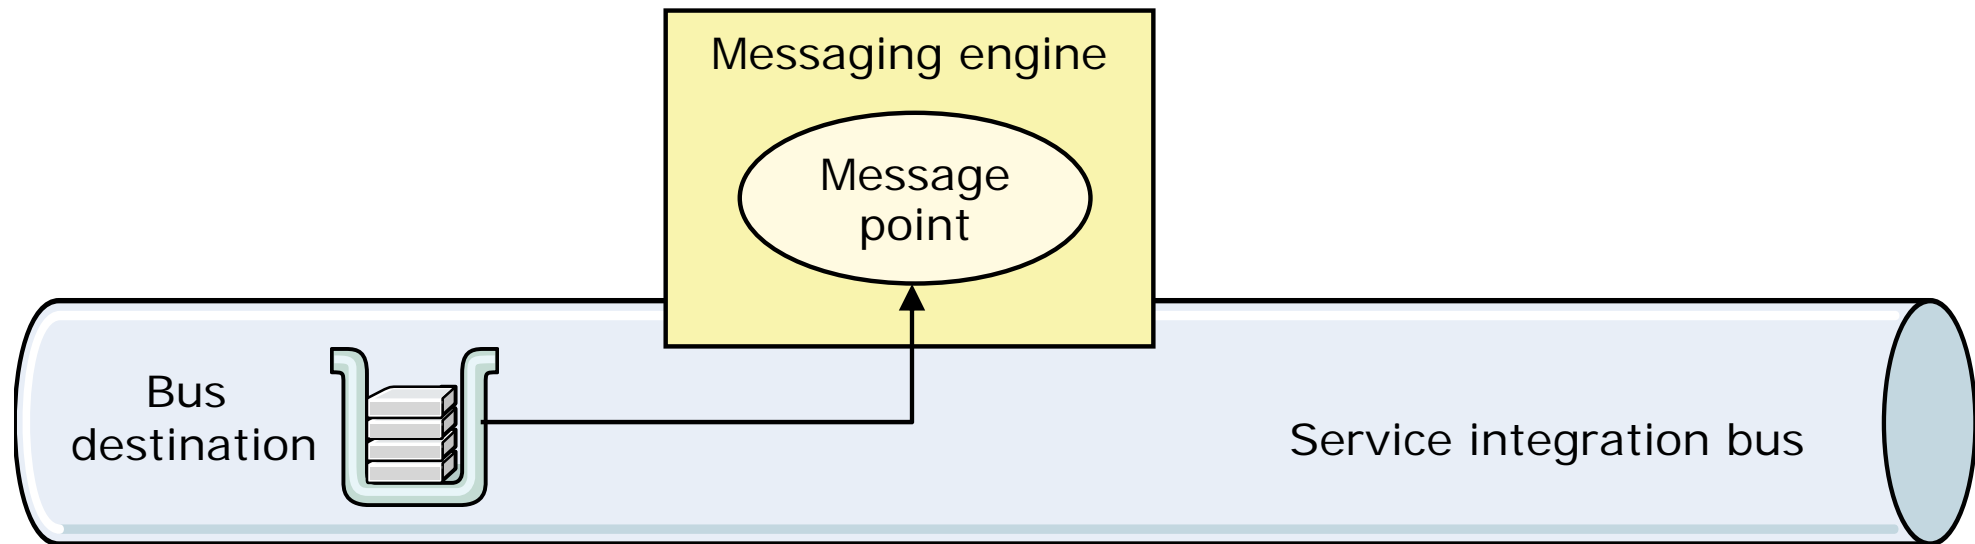 Messaging engine
Message
point
Bus
destination
Service integration bus